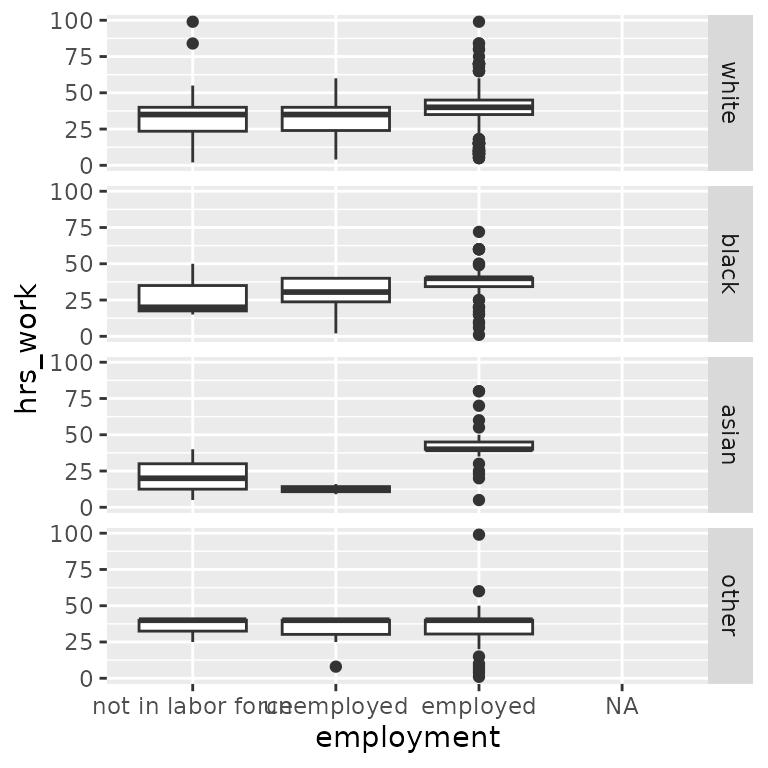 100
75
50
25
0
white
100
75
50
25
0
black
hrs_work
100
75
50
25
0
asian
100
75
50
25
0
other
not in labor force
unemployed
employed
NA
employment